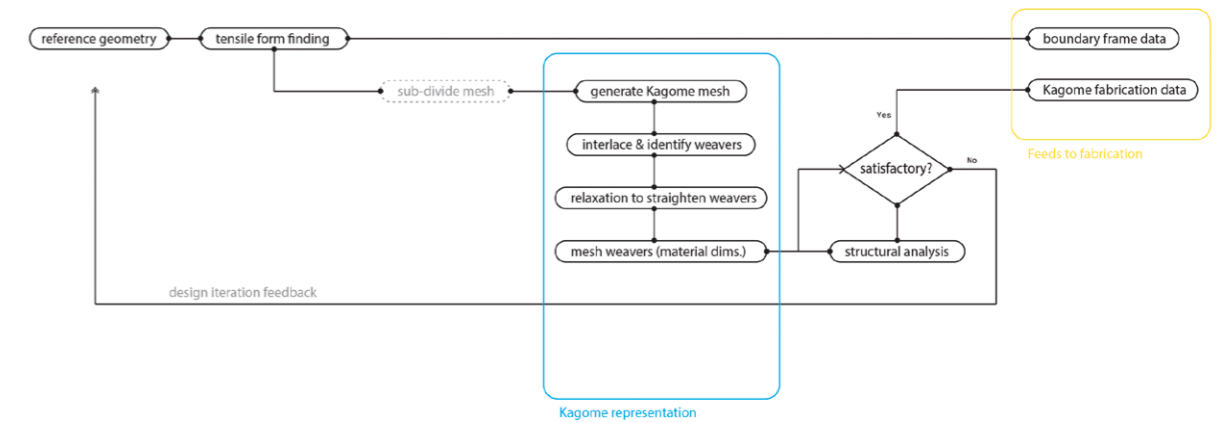 reference geometry
tensile form finding
boundary frame data
sub-divide mesh
generate Kagome mesh
Kagome fabrication data
Yes
interlace & identify weavers
Feeds to fabrication
satisfactory?
No
relaxation to straighten weavers
mesh weavers (material dims.)
structural analysis
design iteration feedback
Kagome representation